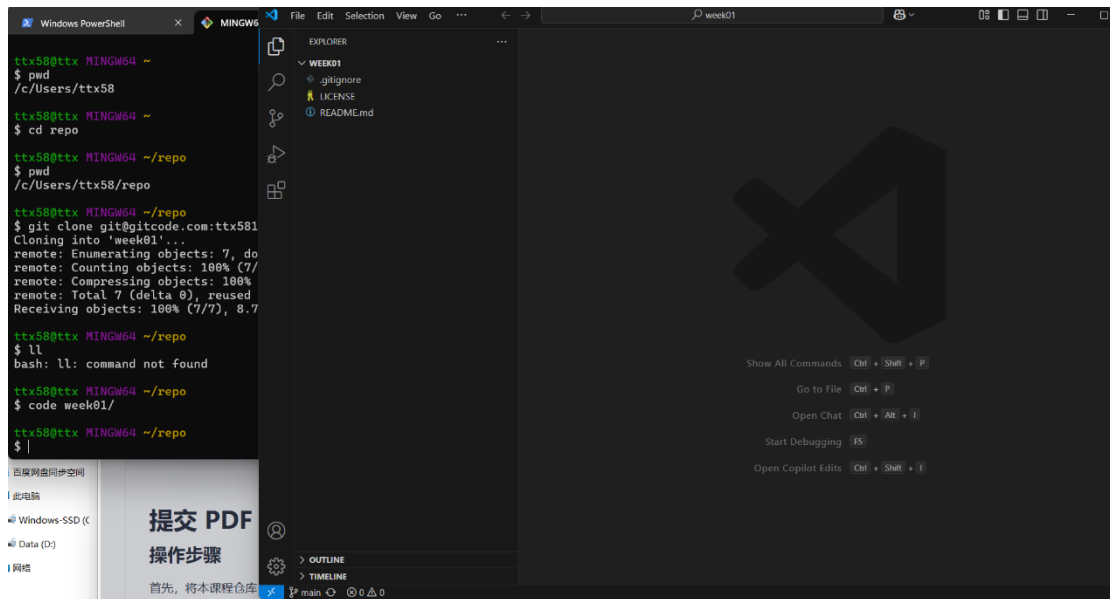 Windows PowerShell
MINGW6
ttx58@ttx MINGW64 ~
$ pwd
/c/Users/ttx58
ttx58@ttx MINGW64 ~
$ cd repo
ttx58@ttx MINGW64 ~/repo
$ pwd
/c/Users/ttx58/repo
ttx58@ttx MINGW64 ~/repo
$ git clone git@gitcode.com:ttx581
Cloning into 'week01'...
remote: Enumerating objects: 7, do
remote: Counting objects: 100% (7/
remote: Compressing objects: 100%
remote: Total 7 (delta 0), reused
Receiving objects: 100% (7/7), 8.7
ttx58@ttx MINGW64 ~/repo
$ ll
bash: ll: command not found
ttx58@ttx MINGW64 ~/repo
$ code week01/
ttx58@ttx MINGW64 ~/repo
$
百度网盘同步空间
此电脑
Windows-SSD (C
Data (D:)
网络
提交 PDF
操作步骤
首先，将本课程仓库
File Edit Selection View Go ···
week01
EXPLORER ···
WEEK01
.gitignore
LICENSE
README.md
Show All Commands Ctrl + Shift + P
Go to File Ctrl + P
Open Chat Ctrl + Alt + I
Start Debugging F5
Open Copilot Edits Ctrl + Shift + I
OUTLINE
TIMELINE
main 0 0